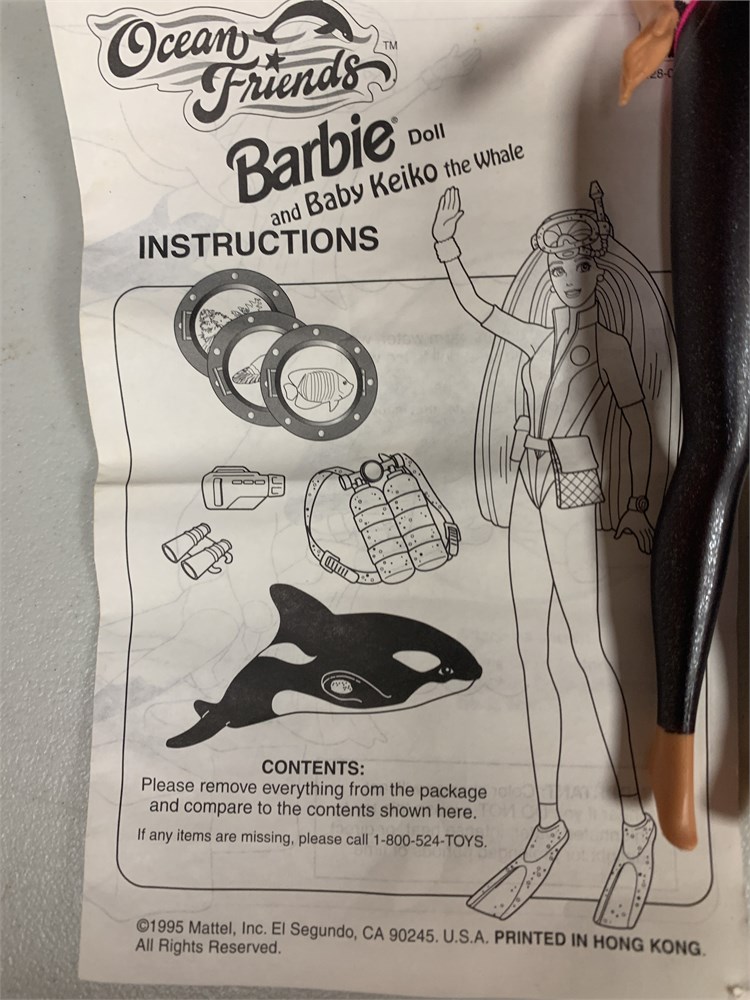 Ocean
Friends™
Barbie® Doll
and Baby Keiko the Whale
INSTRUCTIONS
CONTENTS:
Please remove everything from the package
and compare to the contents shown here.
If any items are missing, please call 1-800-524-TOYS.
©1995 Mattel, Inc. El Segundo, CA 90245. U.S.A. PRINTED IN HONG KONG.
All Rights Reserved.